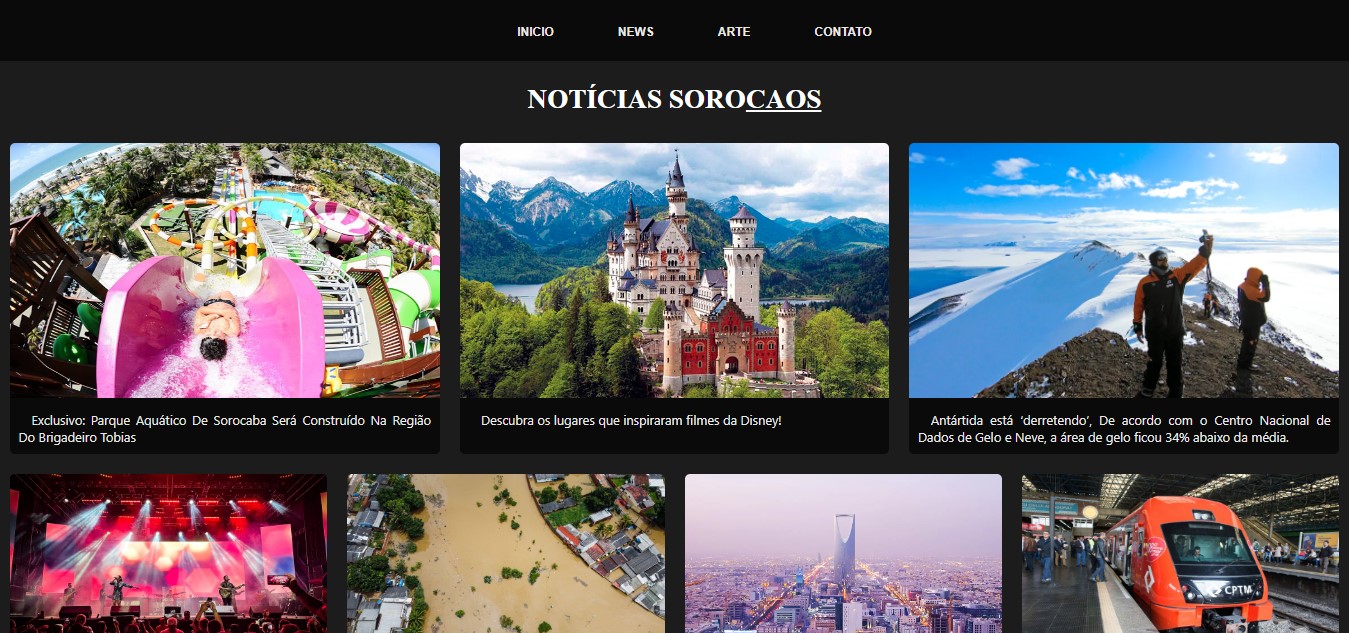 INICIO NEWS ARTE CONTATO
NOTÍCIAS SOROCAOS
Exclusivo: Parque Aquático De Sorocaba Será Construído Na Região
Do Brigadeiro Tobias
Descubra os lugares que inspiraram filmes da Disney!
Antártida está ‘derretendo’, De acordo com o Centro Nacional de
Dados de Gelo e Neve, a área de gelo ficou 34% abaixo da média.
CPTM